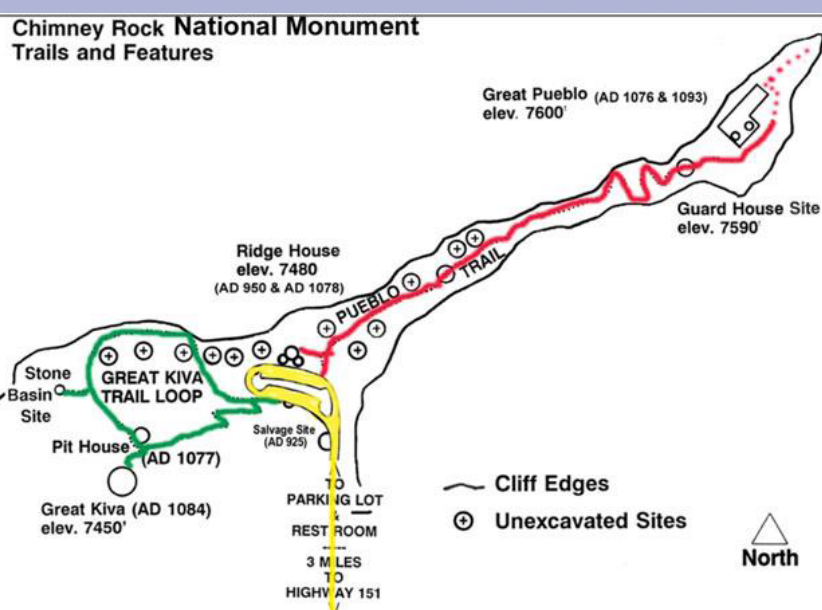 Chimney Rock National Monument
Trails and Features
Great Pueblo (AD 1076 & 1093)
elev. 7600'
Guard House Site
elev. 7590'
Ridge House
elev. 7480
(AD 950 & AD 1078)
PUEBLO TRAIL
GREAT KIVA
TRAIL LOOP
Stone
Basin
Site
Pit House (AD 1077)
Great Kiva (AD 1084)
elev. 7450'
Salvage Site
(AD 925)
TO
PARKING LOT
&
REST ROOM
3 MILES
TO
HIGHWAY 151
Cliff Edges
Unexcavated Sites
North